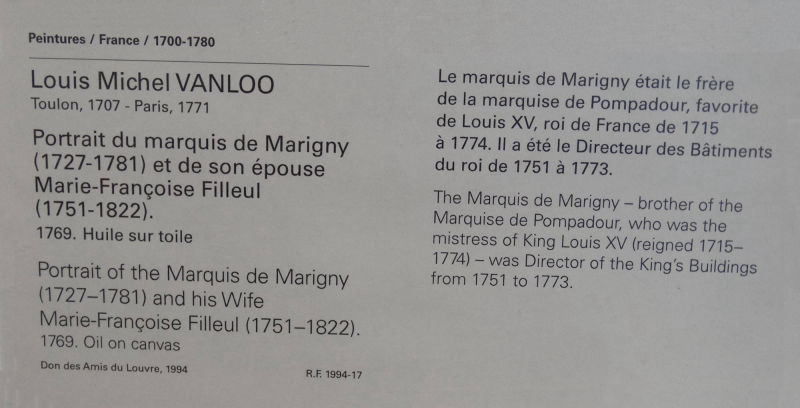 Peintures / France / 1700-1780
Louis Michel VANLOO
Toulon, 1707 - Paris, 1771
Portrait du marquis de Marigny
(1727-1781) et de son épouse
Marie-Françoise Filleul
(1751-1822).
1769. Huile sur toile
Portrait of the Marquis de Marigny
(1727–1781) and his Wife
Marie-Françoise Filleul (1751–1822).
1769. Oil on canvas
Don des Amis du Louvre, 1994
R.F. 1994-17
Le marquis de Marigny était le frère
de la marquise de Pompadour, favorite
de Louis XV, roi de France de 1715
à 1774. Il a été le Directeur des Bâtiments
du roi de 1751 à 1773.
The Marquis de Marigny – brother of the
Marquise de Pompadour, who was the
mistress of King Louis XV (reigned 1715–
1774) – was Director of the King's Buildings
from 1751 to 1773.